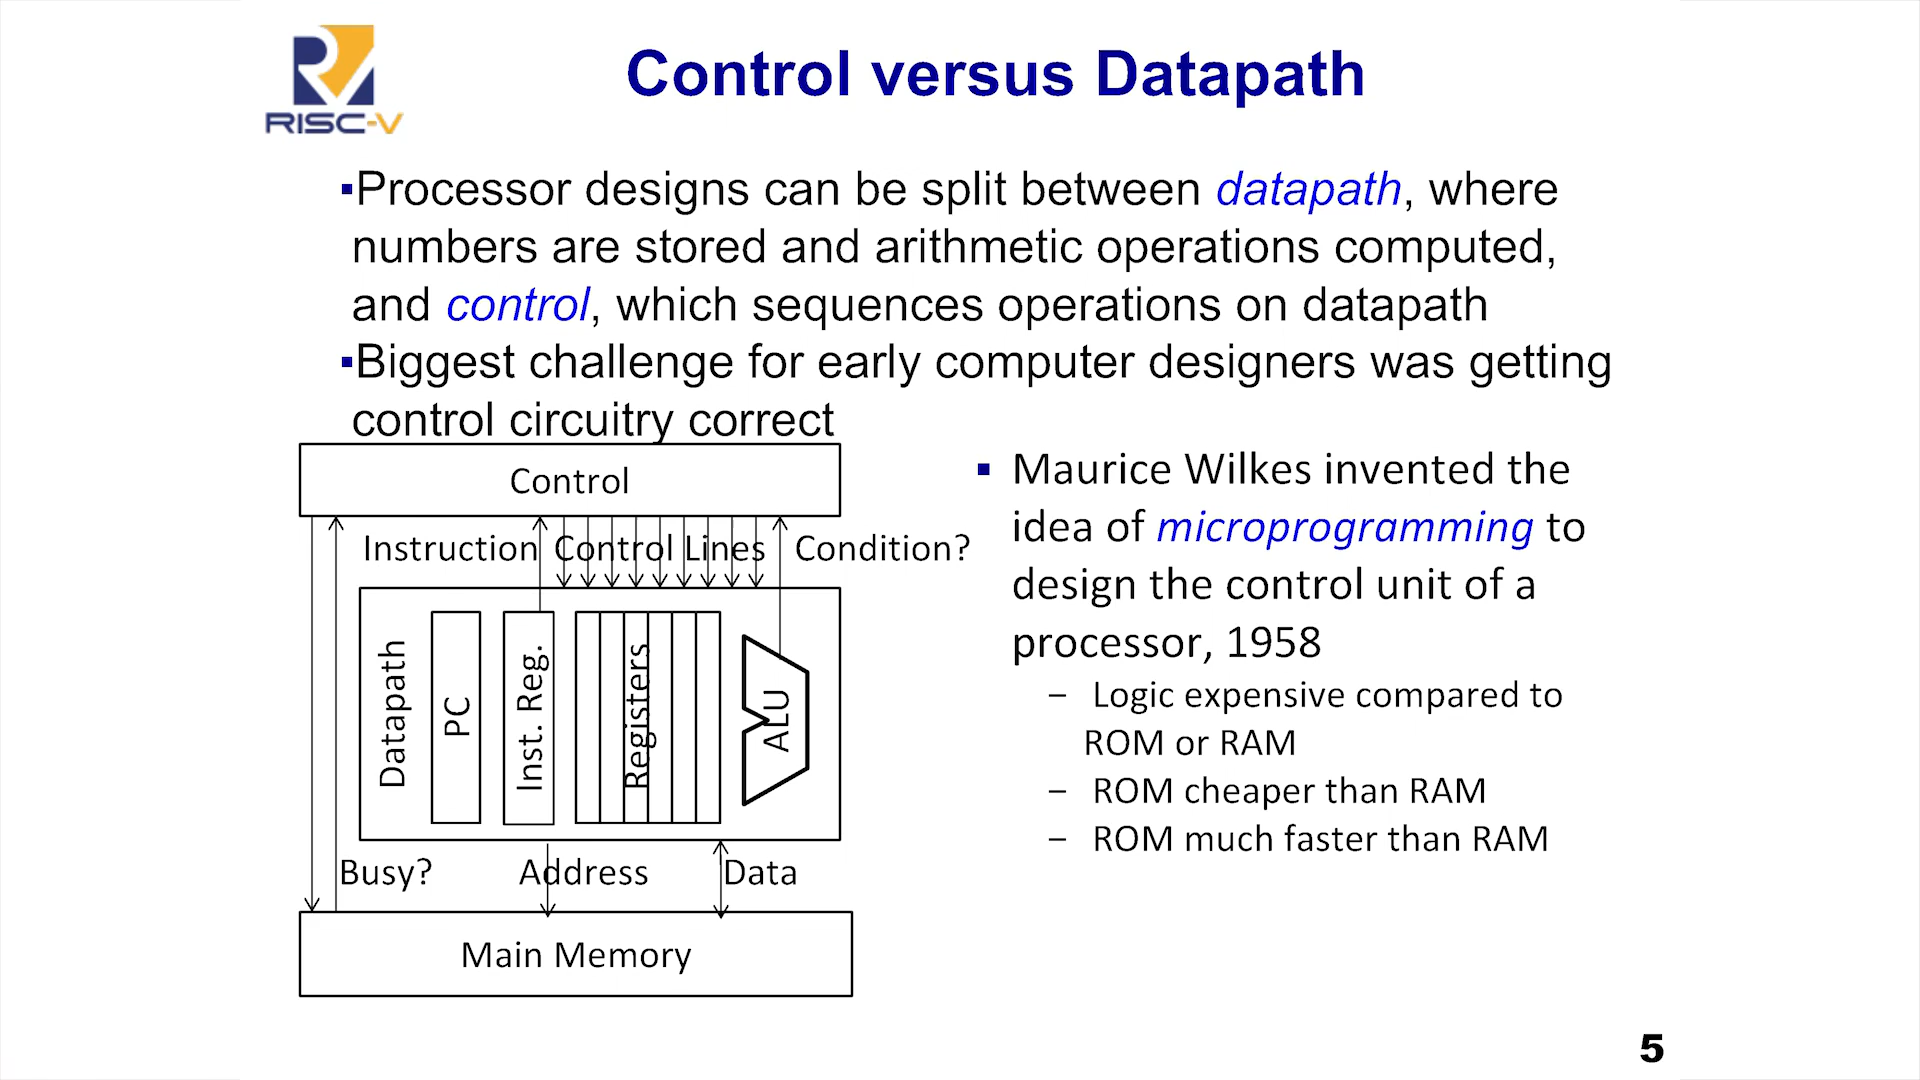 RISC-V
Control versus Datapath
▪Processor designs can be split between datapath, where
numbers are stored and arithmetic operations computed,
and control, which sequences operations on datapath
▪Biggest challenge for early computer designers was getting
control circuitry correct
Control
Instruction
Control Lines
Condition?
Datapath
PC
Inst. Reg.
Registers
ALU
Busy?
Address
Data
Main Memory
▪ Maurice Wilkes invented the
idea of microprogramming to
design the control unit of a
processor, 1958
– Logic expensive compared to
ROM or RAM
– ROM cheaper than RAM
– ROM much faster than RAM
5